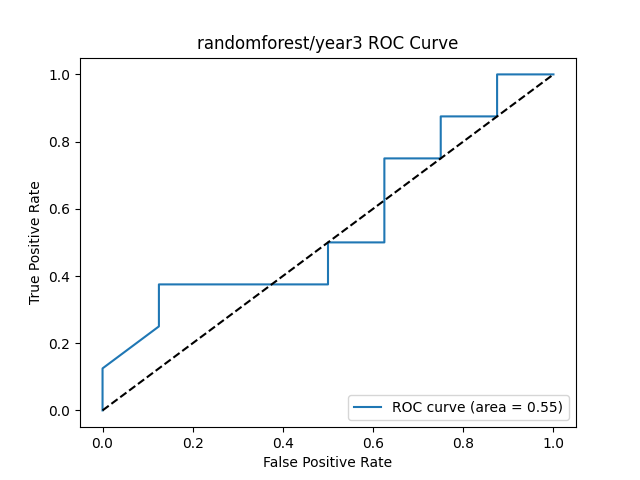 randomforest/year3 ROC Curve
1.0
0.8
0.6
0.4
0.2
0.0
True Positive Rate
ROC curve (area = 0.55)
0.0 0.2 0.4 0.6 0.8 1.0
False Positive Rate